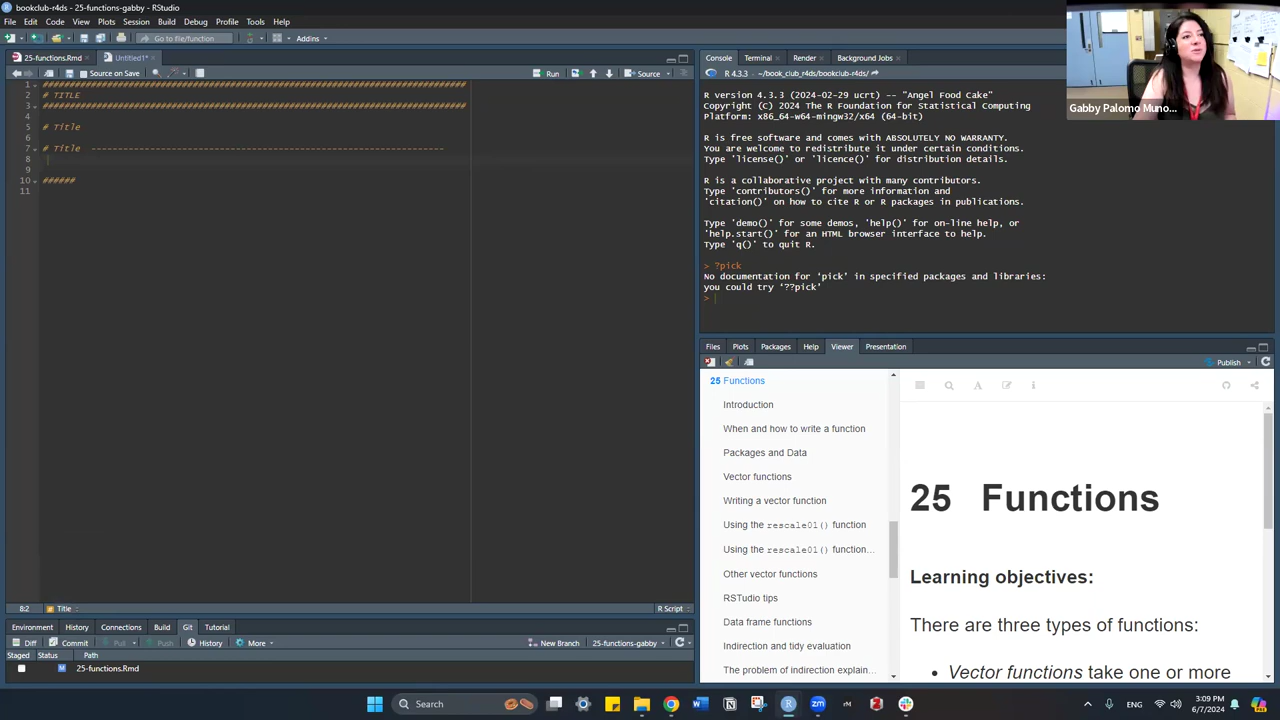 bookclub-r4ds - 25-functions-gabby - RStudio
File Edit Code View Plots Session Build Debug Profile Tools Help
Go to file/function Addins
25-functions.Rmd Untitled1*
Source on Save Run Source
1 ###############################################################################
2 # TITLE
3 ###############################################################################
4
5 # Title
6
7 # Title ------------------------------------------------------------------
8
9
10 ######
11
8:2 Title R Script
Environment History Connections Build Git Tutorial
Diff Commit Pull Push History More New Branch 25-functions-gabby
Staged Status Path
M 25-functions.Rmd
Console Terminal Render Background Jobs
R 4.3.3 · ~/book_club_r4ds/bookclub-r4ds/
R version 4.3.3 (2024-02-29 ucrt) -- "Angel Food Cake"
Copyright (C) 2024 The R Foundation for Statistical Computing
Platform: x86_64-w64-mingw32/x64 (64-bit)
R is free software and comes with ABSOLUTELY NO WARRANTY.
You are welcome to redistribute it under certain conditions.
Type 'license()' or 'licence()' for distribution details.
R is a collaborative project with many contributors.
Type 'contributors()' for more information and
'citation()' on how to cite R or R packages in publications.
Type 'demo()' for some demos, 'help()' for on-line help, or
'help.start()' for an HTML browser interface to help.
Type 'q()' to quit R.
> ?pick
No documentation for 'pick' in specified packages and libraries:
you could try '??pick'
>
Gabby Palomo Muno...
Files Plots Packages Help Viewer Presentation
Publish
25 Functions
Introduction
When and how to write a function
Packages and Data
Vector functions
Writing a vector function
Using the rescale01() function
Using the rescale01() function...
Other vector functions
RSTudio tips
Data frame functions
Indirection and tidy evaluation
The problem of indirection explain...
25 Functions
Learning objectives:
There are three types of functions:
• Vector functions take one or more
Search
ENG
3:09 PM
6/7/2024